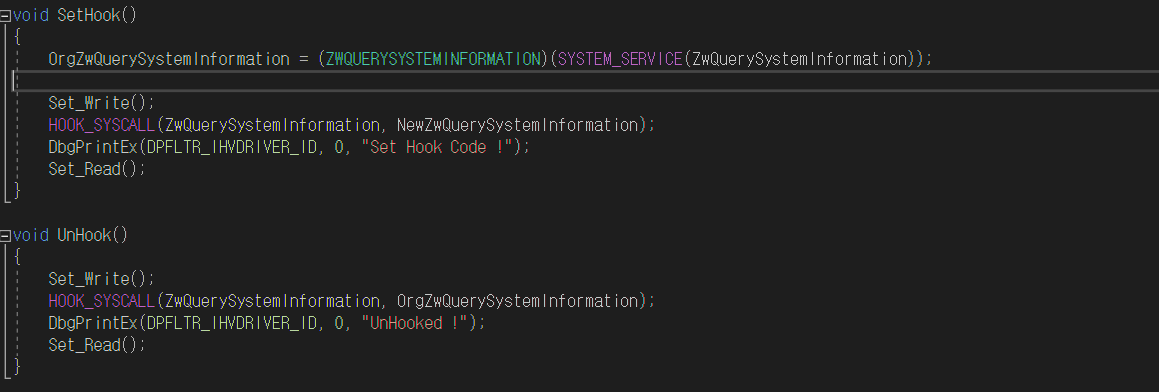 void SetHook()
{
OrgZwQuerySystemInformation = (ZWQUERYSYSTEMINFORMATION)(SYSTEM_SERVICE(ZwQuerySystemInformation));
Set_Write();
HOOK_SYSCALL(ZwQuerySystemInformation, NewZwQuerySystemInformation);
DbgPrintEx(DPFLTR_IHVDRIVER_ID, 0, "Set Hook Code !");
Set_Read();
}
void UnHook()
{
Set_Write();
HOOK_SYSCALL(ZwQuerySystemInformation, OrgZwQuerySystemInformation);
DbgPrintEx(DPFLTR_IHVDRIVER_ID, 0, "UnHooked !");
Set_Read();
}